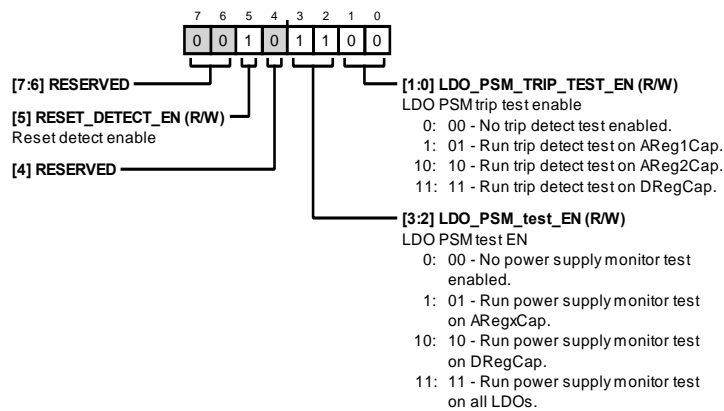 7 6 5 4 3 2 1 0
0 0 1 0 1 1 0 0
[7:6] RESERVED
[5] RESET_DETECT_EN (R/W)
Reset detect enable
[4] RESERVED
[1:0] LDO_PSM_TRIP_TEST_EN (R/W)
LDO PSM trip test enable
0: 00 - No trip detect test enabled.
1: 01 - Run trip detect test on AReg1Cap.
10: 10 - Run trip detect test on AReg2Cap.
11: 11 - Run trip detect test on DRegCap.
[3:2] LDO_PSM_test_EN (R/W)
LDO PSM test EN
0: 00 - No power supply monitor test
enabled.
1: 01 - Run power supply monitor test
on ARegxCap.
10: 10 - Run power supply monitor test
on DRegCap.
11: 11 - Run power supply monitor test
on all LDOs.